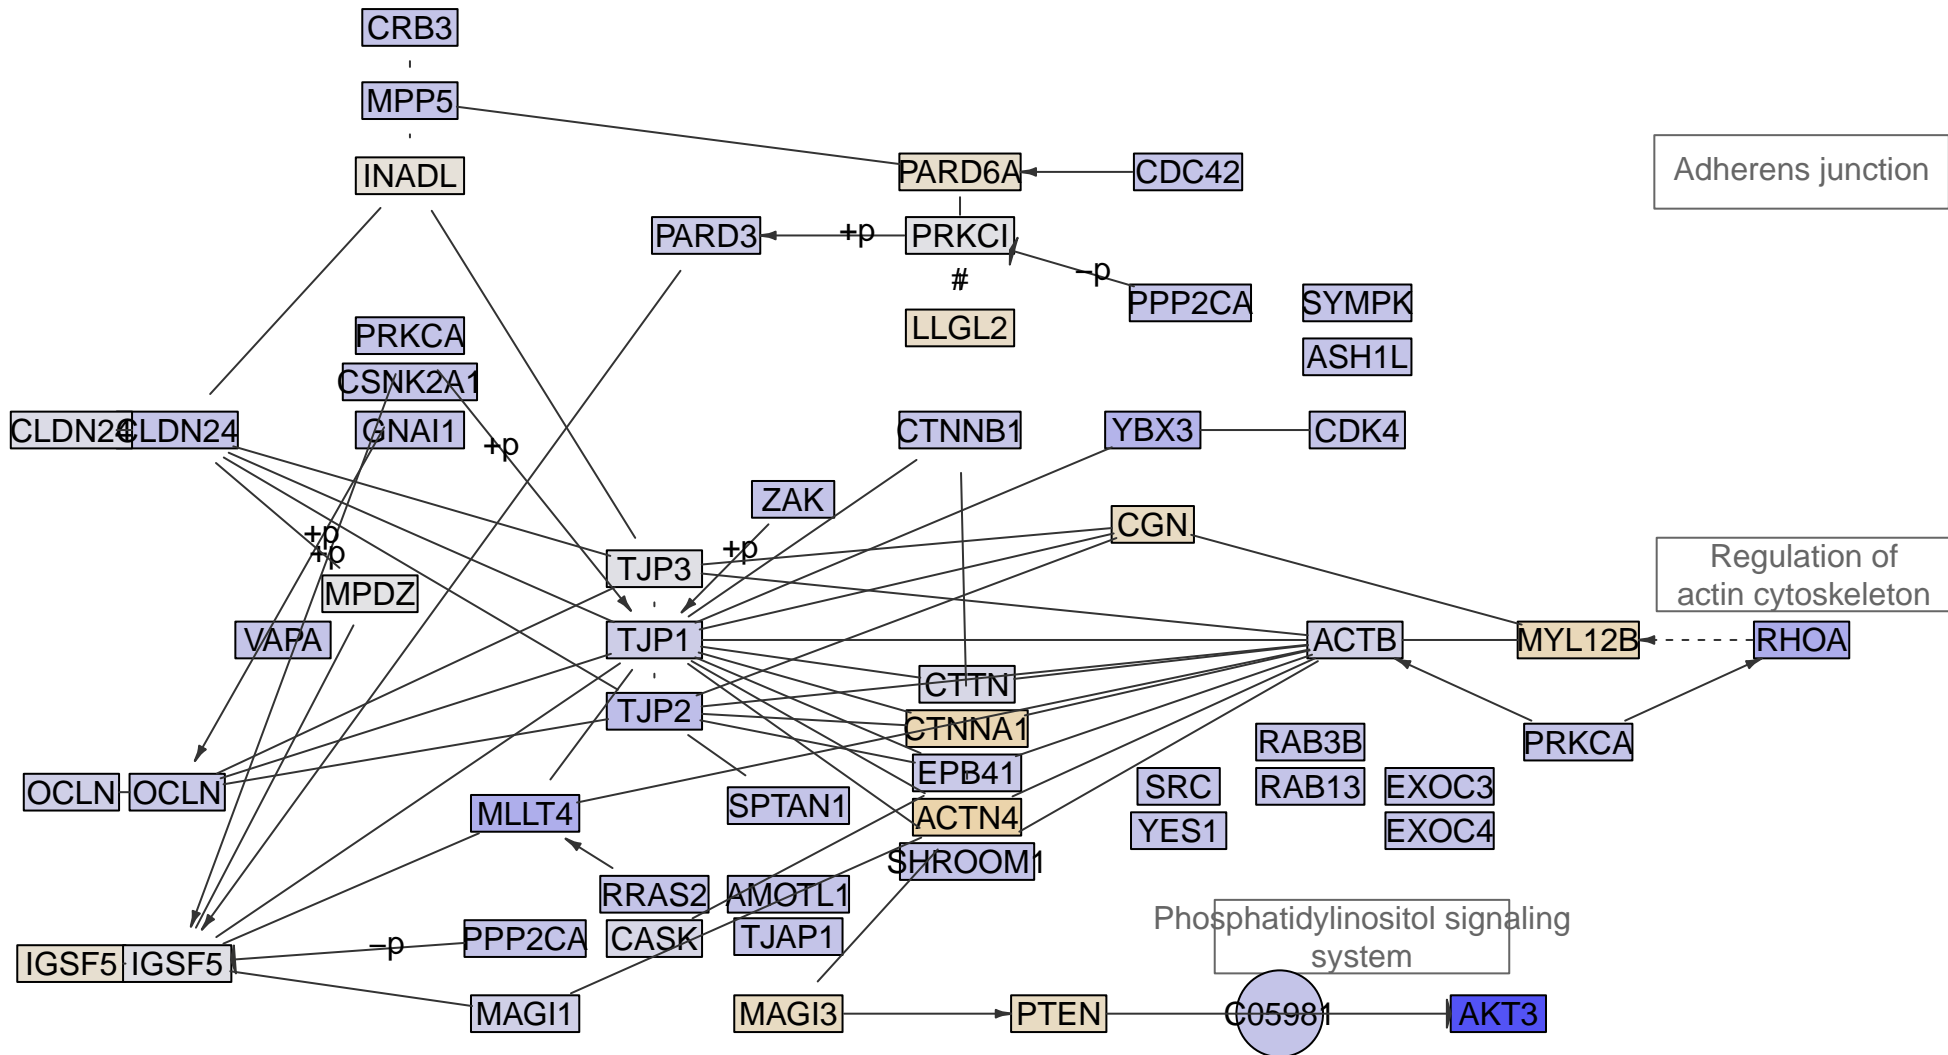 CRB3
MPP5
INADL
PARD6A
CDC42
Adherens junction
PARD3
+p
PRKCI
−p
#
PPP2CA
SYMPK
LLGL2
PRKCA
ASH1L
CSNK2A1
CLDN24
CLDN24
GNAI1
+p
CTNNB1
YBX3
CDK4
ZAK
CGN
+p
+p
+p
TJP3
MPDZ
Regulation of
actin cytoskeleton
VAPA
TJP1
ACTB
MYL12B
RHOA
CTTN
TJP2
CTNNA1
RAB3B
PRKCA
EPB41
OCLN
OCLN
SRC
RAB13
EXOC3
MLLT4
SPTAN1
ACTN4
YES1
EXOC4
SHROOM1
RRAS2
AMOTL1
Phosphatidylinositol signaling
system
PPP2CA
−p
CASK
TJAP1
IGSF5
IGSF5
MAGI1
MAGI3
PTEN
C05981
AKT3